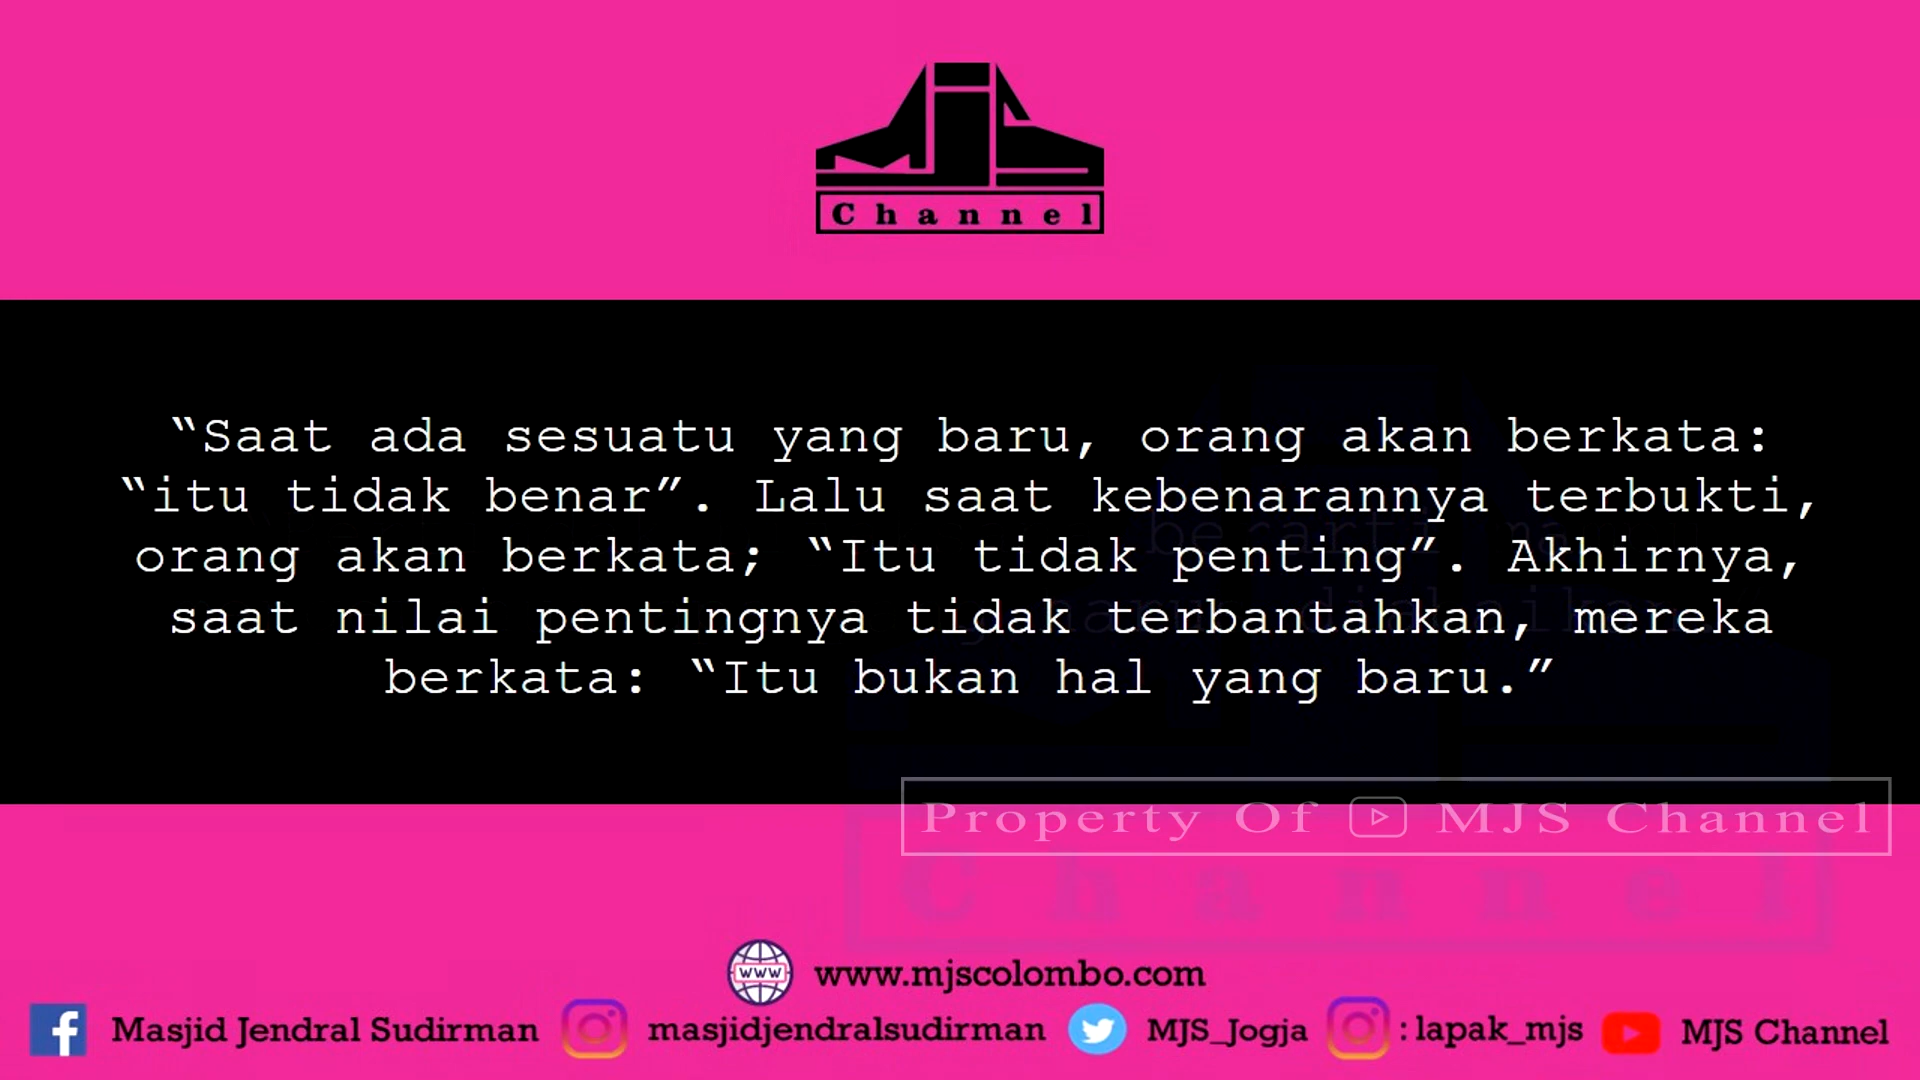 Channel
“Saat ada sesuatu yang baru, orang akan berkata:
“itu tidak benar”. Lalu saat kebenarannya terbukti,
orang akan berkata; “Itu tidak penting”. Akhirnya,
saat nilai pentingnya tidak terbantahkan, mereka
berkata: “Itu bukan hal yang baru.”
Property Of MJS Channel
Channel
www www.mjscolombo.com
Masjid Jendral Sudirman masjidjendralsudirman MJS_Jogja : lapak_mjs MJS Channel